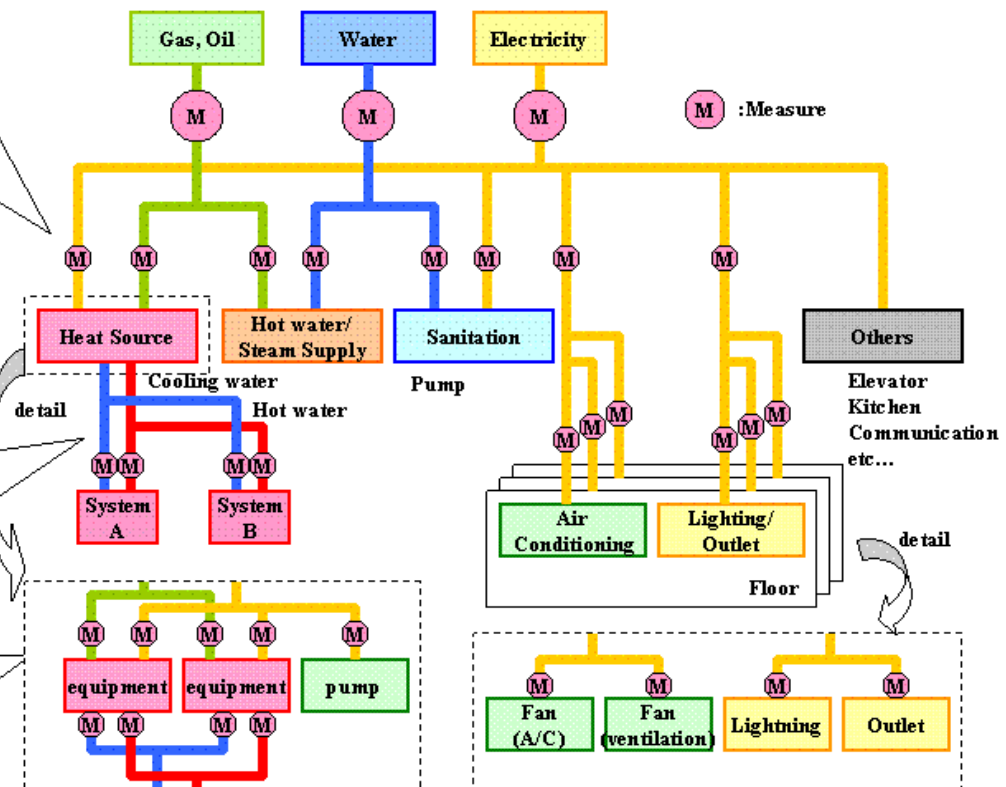 Gas, Oil
Water
Electricity
M
M
M
M :Measure
M
M
M
M
M
M
M
M
Heat Source
Hot water/
Steam Supply
Sanitation
Others
Cooling water
Pump
Elevator
detail
Hot water
Kitchen
M
M
M
M
M
M
Communication
etc...
M
M
M
M
System
A
System
B
Air
Conditioning
Lighting/
Outlet
detail
Floor
M
M
M
M
M
equipment
equipment
pump
M
M
M
M
M
M
M
M
Fan
(A/C)
Fan
(ventilation)
Lightning
Outlet